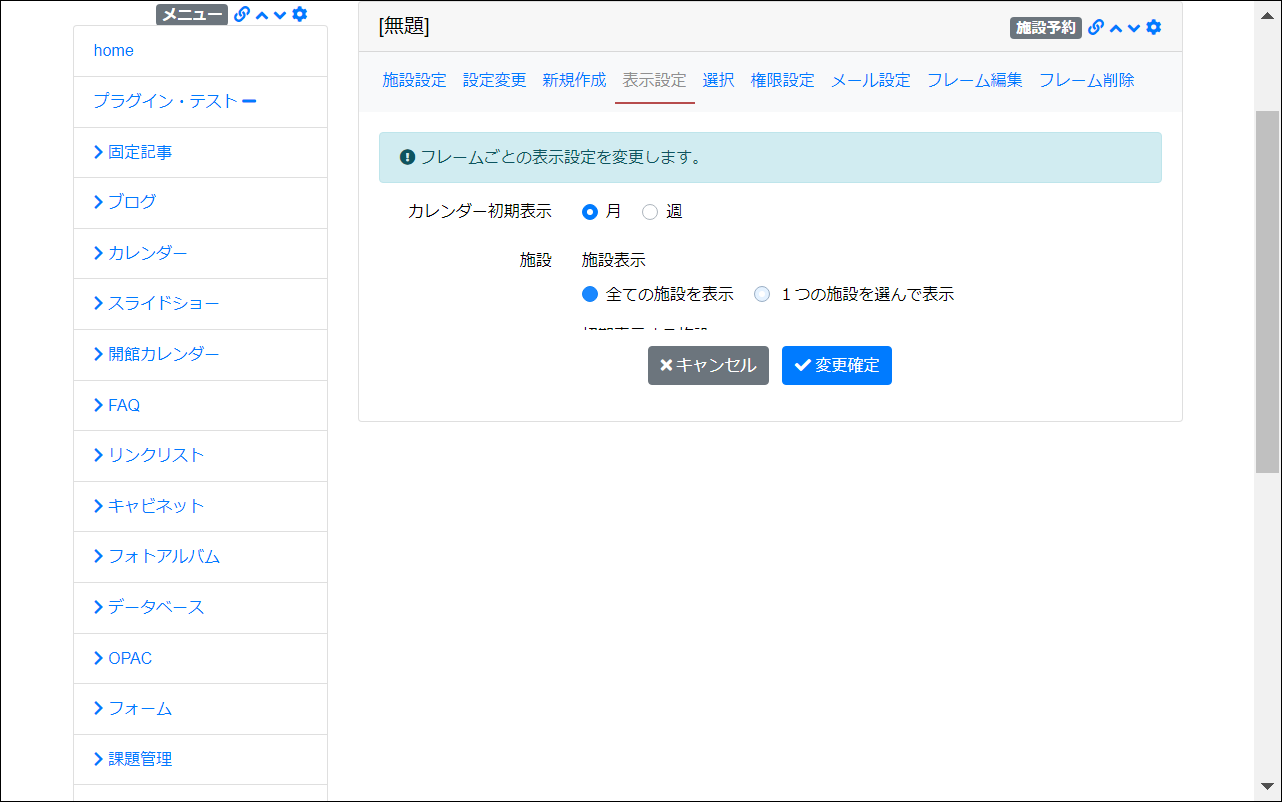 メニュー
home
プラグイン・テスト
固定記事
ブログ
カレンダー
スライドショー
開館カレンダー
FAQ
リンクリスト
キャビネット
フォトアルバム
データベース
OPAC
フォーム
課題管理
[無題]
施設予約
施設設定 設定変更 新規作成 表示設定 選択 権限設定 メール設定 フレーム編集 フレーム削除
フレームごとの表示設定を変更します。
カレンダー初期表示 月 週
施設 施設表示
全ての施設を表示 １つの施設を選んで表示
キャンセル 変更確定